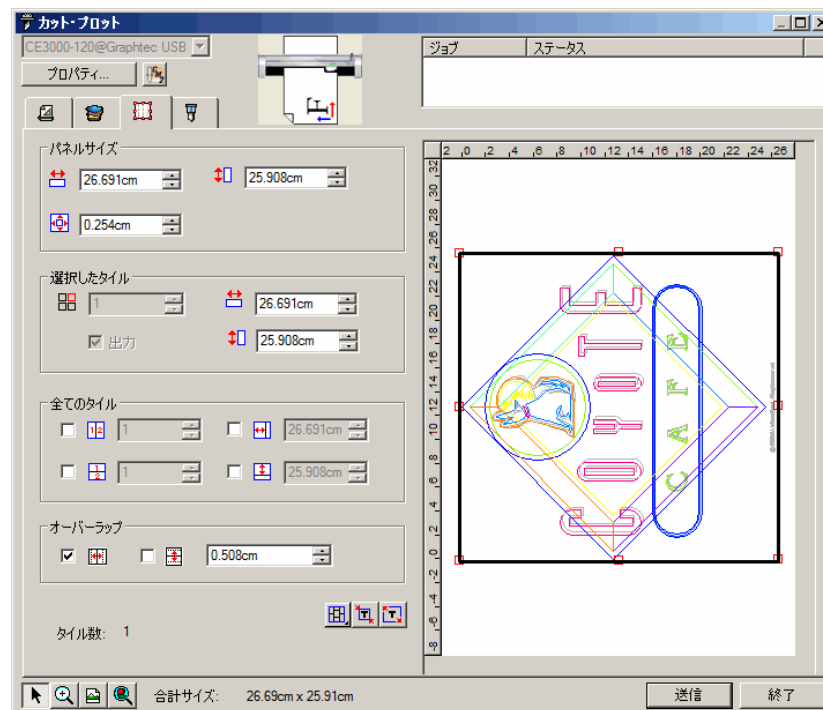 カット・プロット
CE3000-120@Graphtec USB
プロパティ...
ジョブ ステータス
パネルサイズ
26.691cm 25.908cm
0.254cm
選択したタイル
1 26.691cm
出力 25.908cm
全てのタイル
1 26.691cm
1 25.908cm
オーバーラップ
0.508cm
タイル数: 1
2 0 2 4 6 8 10 12 14 16 18 20 22 24 26
32 30 28 26 24 22 20 18 16 14 12 10 8 6 4 2 0 -2 -4 -6 -8
COYOTE
CAFE
合計サイズ: 26.69cm x 25.91cm
送信 終了